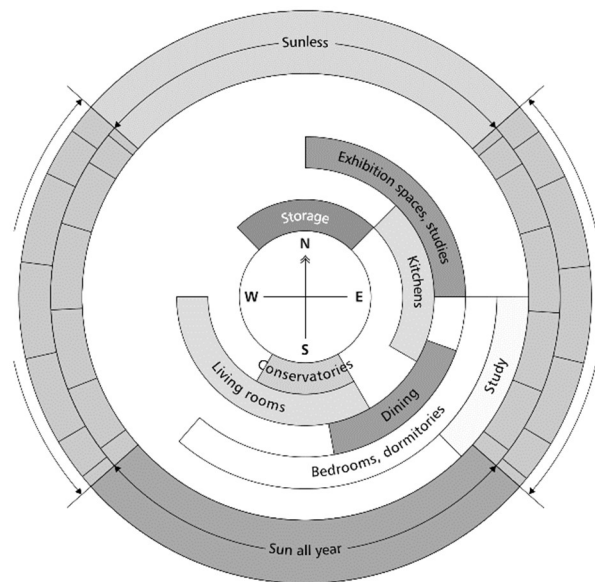 Sunless
Exhibition spaces, studies
Storage
N
Kitchens
W
E
S
Conservatories
Living rooms
Dining
Study
Bedrooms, dormitories
Sun all year